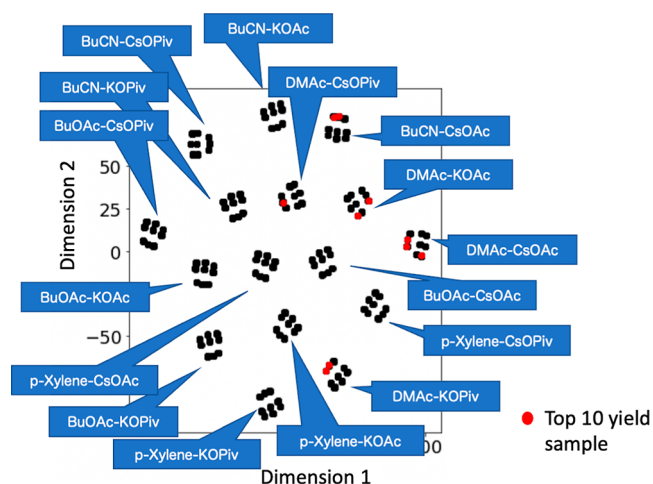 BuCN-KOAc
BuCN-CsOPiv
DMAc-CsOPiv
BuCN-KOPiv
BuOAc-CsOPiv
BuCN-CsOAc
DMAc-KOAc
50
25
0
−50
Dimension 2
DMAc-CsOAc
BuOAc-KOAc
BuOAc-CsOAc
p-Xylene-CsOPiv
p-Xylene-CsOAc
DMAc-KOPiv
BuOAc-KOPiv
p-Xylene-KOAc
p-Xylene-KOPiv
Top 10 yield
sample
Dimension 1